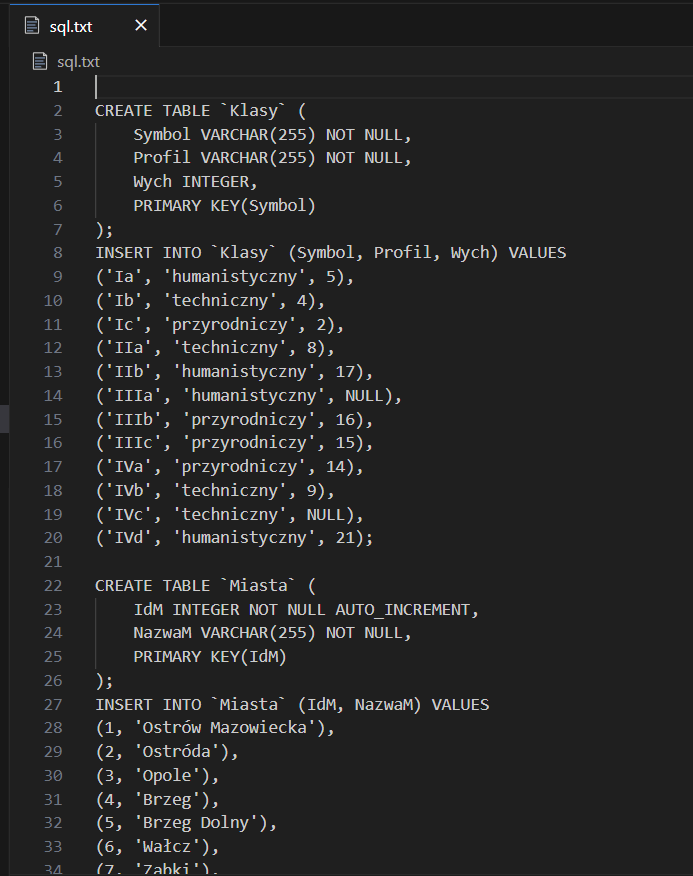 sql.txt
sql.txt
1
2 CREATE TABLE `Klasy` (
3 Symbol VARCHAR(255) NOT NULL,
4 Profil VARCHAR(255) NOT NULL,
5 Wych INTEGER,
6 PRIMARY KEY(Symbol)
7 );
8 INSERT INTO `Klasy` (Symbol, Profil, Wych) VALUES
9 ('Ia', 'humanistyczny', 5),
10 ('Ib', 'techniczny', 4),
11 ('Ic', 'przyrodniczy', 2),
12 ('IIa', 'techniczny', 8),
13 ('IIb', 'humanistyczny', 17),
14 ('IIIa', 'humanistyczny', NULL),
15 ('IIIb', 'przyrodniczy', 16),
16 ('IIIc', 'przyrodniczy', 15),
17 ('IVa', 'przyrodniczy', 14),
18 ('IVb', 'techniczny', 9),
19 ('IVc', 'techniczny', NULL),
20 ('IVd', 'humanistyczny', 21);
21
22 CREATE TABLE `Miasta` (
23 IdM INTEGER NOT NULL AUTO_INCREMENT,
24 NazwaM VARCHAR(255) NOT NULL,
25 PRIMARY KEY(IdM)
26 );
27 INSERT INTO `Miasta` (IdM, NazwaM) VALUES
28 (1, 'Ostrów Mazowiecka'),
29 (2, 'Ostróda'),
30 (3, 'Opole'),
31 (4, 'Brzeg'),
32 (5, 'Brzeg Dolny'),
33 (6, 'Wałcz'),
34 (7,